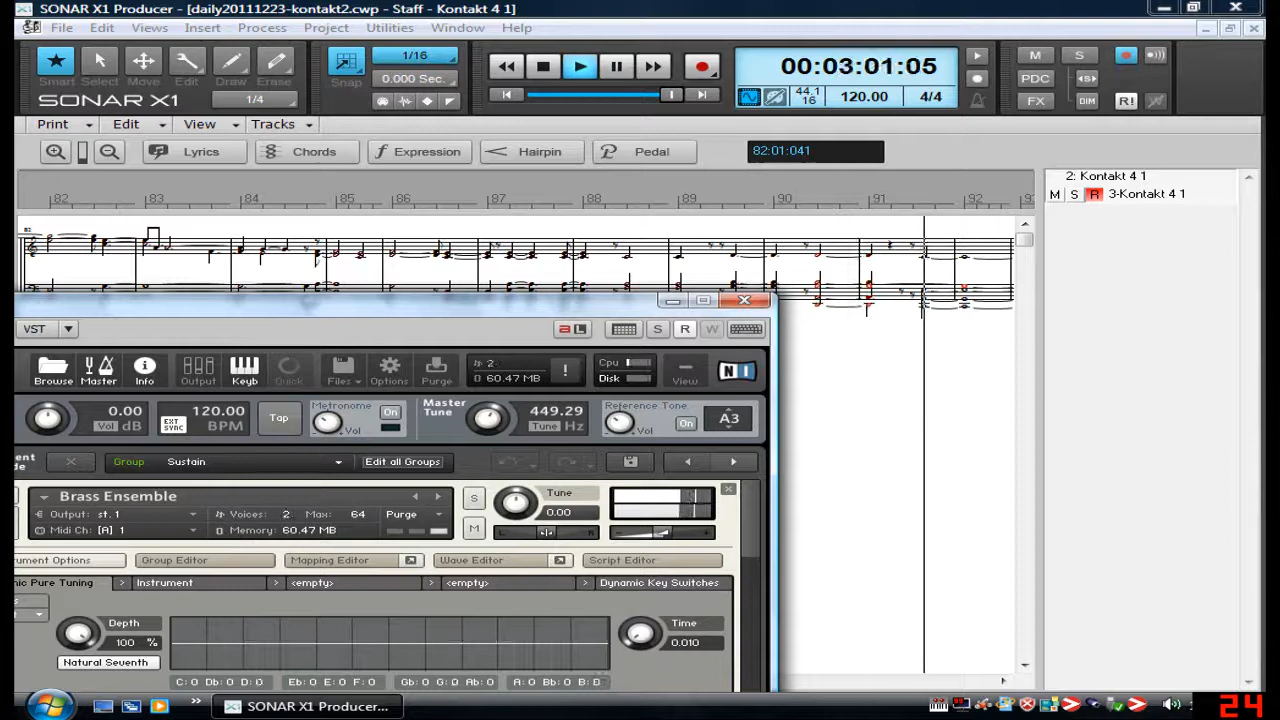 SONAR X1 Producer - [daily20111223-kontakt2.cwp - Staff - Kontakt 4 1]
File Edit Views Insert Process Project Utilities Window Help
Smart Select Move Edit Draw Erase
SONAR X1
1/4
Snap
1/16
0.000 Sec.
00:03:01:05
44.1
16
120.00
4/4
M S
PDC
FX DIM R!
Print Edit View Tracks
Lyrics Chords Expression Hairpin Pedal
82:01:041
82 83 84 85 86 87 88 89 90 91 92 93
2: Kontakt 4 1
M S R 3-Kontakt 4 1
82
VST
S R W
Browse Master Info Output Keyb Quick Files Options Purge
2
60.47 MB
!
Cpu
Disk
View
NI
0.00
Vol dB
EXT SYNC
120.00
BPM
Tap
Metronome
On
Vol
Master Tune
449.29
Tune Hz
Reference Tone
On
Vol
A3
Group Sustain
Edit all Groups
Brass Ensemble
Output: st. 1
Voices: 2 Max: 64 Purge
Midi Ch: [A] 1
Memory: 60.47 MB
S
M
Tune
0.00
L R
ument Options Group Editor Mapping Editor Wave Editor Script Editor
ic Pure Tuning Instrument <empty> <empty> Dynamic Key Switches
Depth
100 %
Natural Seventh
Time
0.010
C: 0 Db: 0 D: 0 Eb: 0 E: 0 F: 0 Gb: 0 G: 0 Ab: 0 A: 0 Bb: 0 B: 0
SONAR X1 Producer...
24